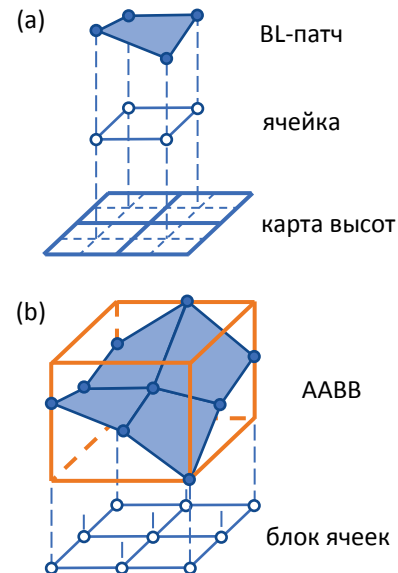 (a)
BL-патч
ячейка
карта высот
(b)
AABB
блок ячеек